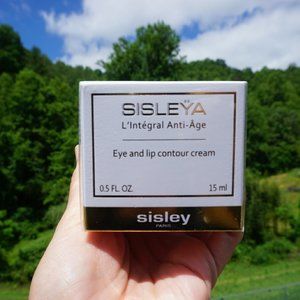 SISLEŸA
L'Intégral Anti-Âge
Eye and lip contour cream
0.5 FL. OZ. 15 ml
sisley
PARIS